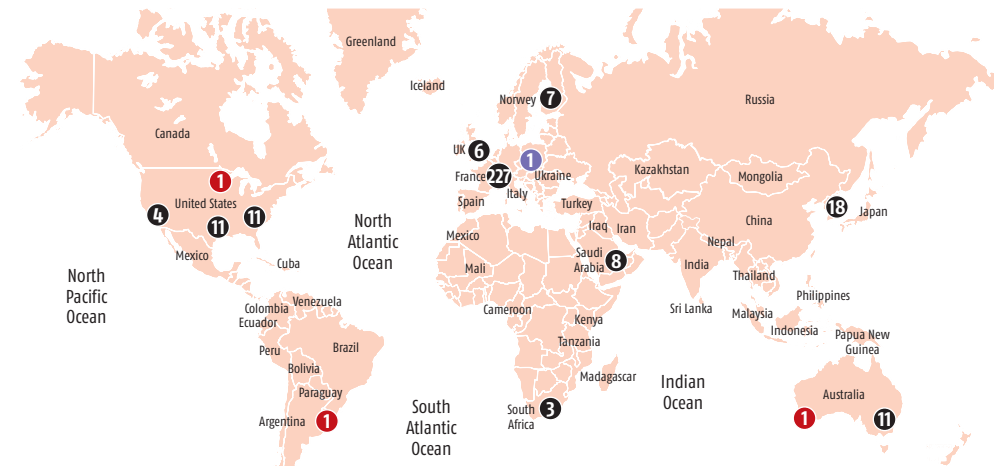 Greenland
Iceland
Norwey
7
Russia
Canada
UK
6
1
France
227
Ukraine
Kazakhstan
Mongolia
1
United States
Italy
Spain
Turkey
4
11
11
North
Atlantic
Ocean
Mexico
Iraq
Iran
China
18
Japan
Mexico
Cuba
Mali
Saudi
Arabia
8
Nepal
India
Thailand
North
Pacific
Ocean
Venezuela
Colombia
Ecuador
Cameroon
Kenya
Sri Lanka
Malaysia
Philippines
Indonesia
Papua New
Guinea
Peru
Brazil
Tanzania
Bolivia
Madagascar
Paraguay
Indian
Ocean
Australia
Argentina
1
South
Atlantic
Ocean
South
Africa
3
1
11